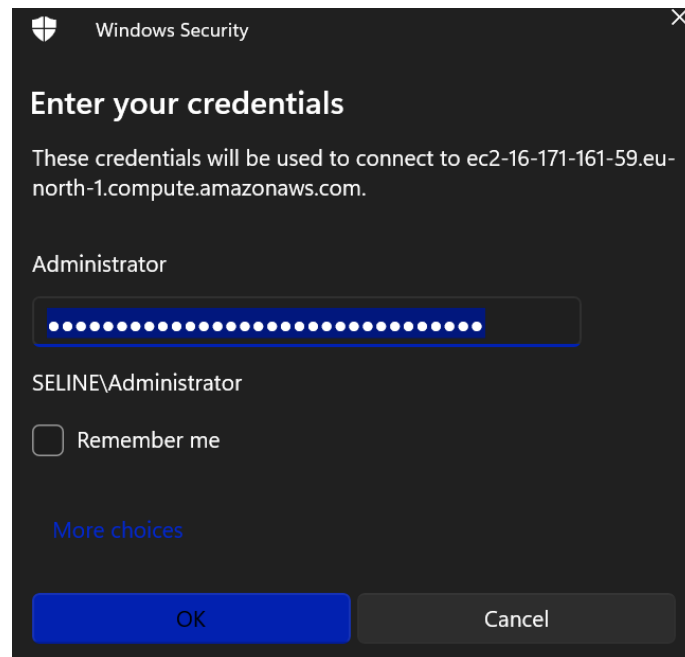 Windows Security
Enter your credentials
These credentials will be used to connect to ec2-16-171-161-59.eu-
north-1.compute.amazonaws.com.
Administrator
••••••••••••••••••••••••••••••••
SELINE\Administrator
Remember me
More choices
OK Cancel